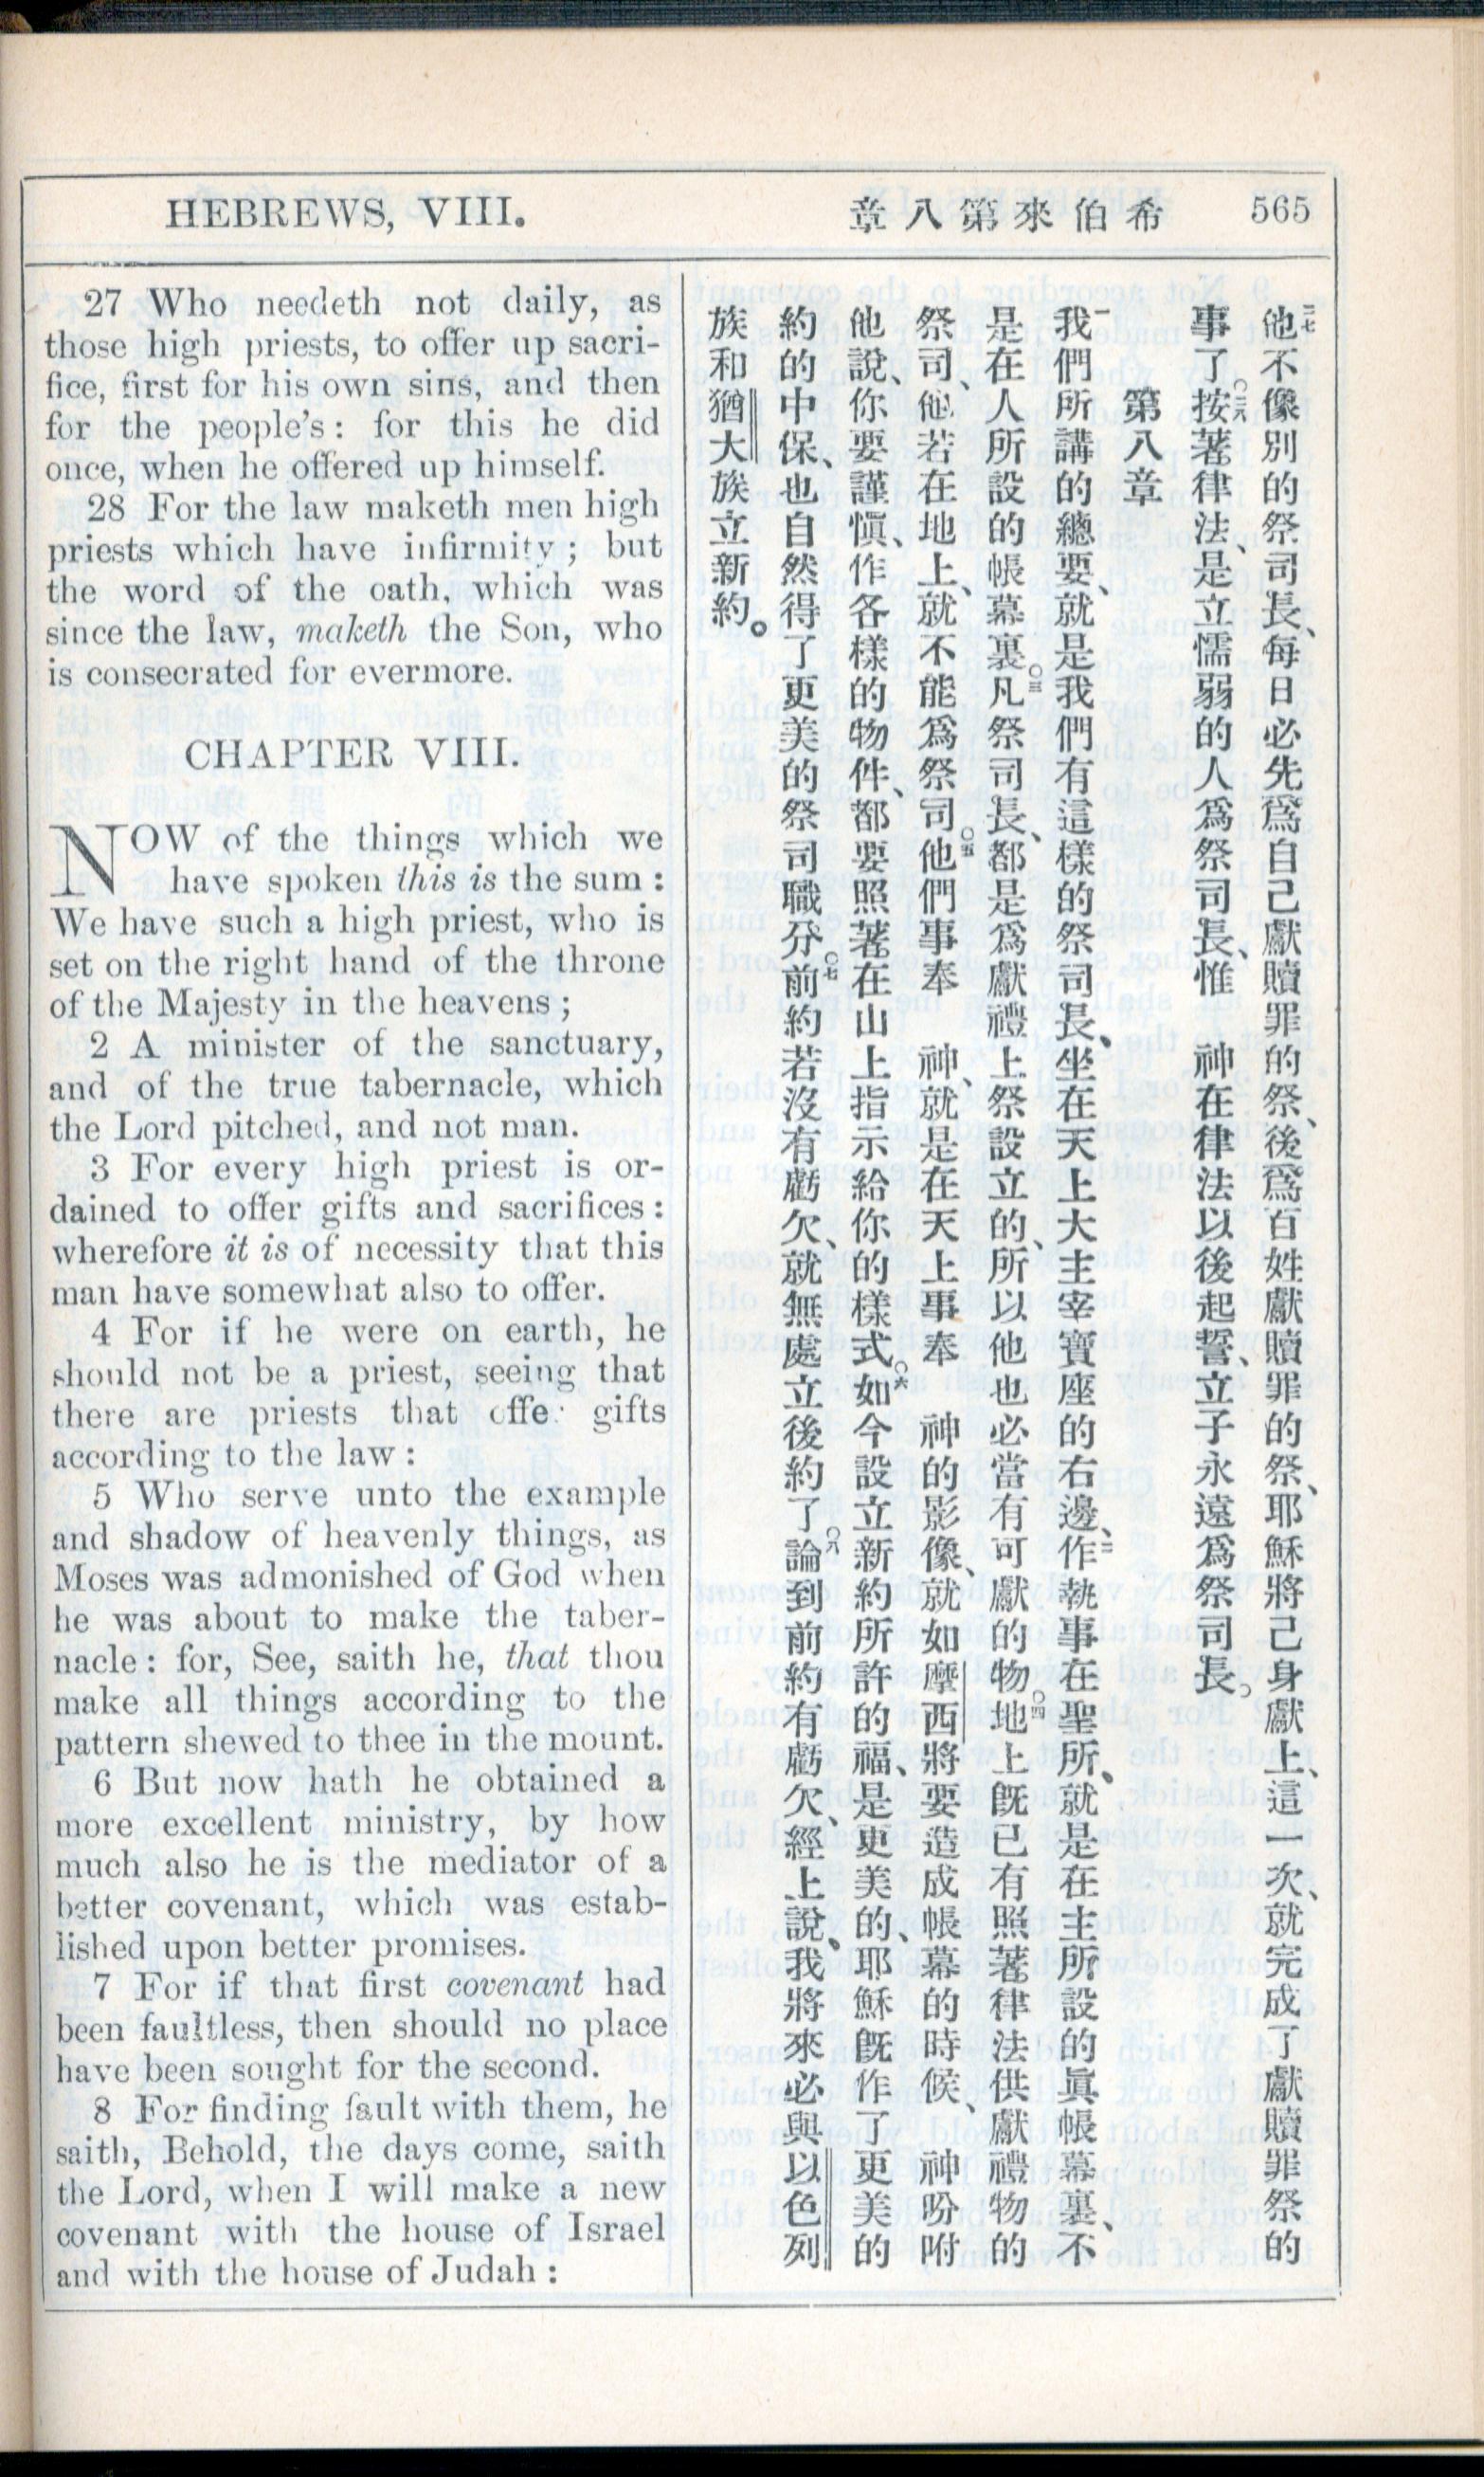 HEBREWS, VIII.
章八第來伯希
565
27 Who needeth not daily, as
those high priests, to offer up sacri-
fice, first for his own sins, and then
for the people's: for this he did
once, when he offered up himself.
28 For the law maketh men high
priests which have infirmity; but
the word of the oath, which was
since the law, maketh the Son, who
is consecrated for evermore.
CHAPTER VIII.
NOW of the things which we
have spoken this is the sum:
We have such a high priest, who is
set on the right hand of the throne
of the Majesty in the heavens;
2 A minister of the sanctuary,
and of the true tabernacle, which
the Lord pitched, and not man.
3 For every high priest is or-
dained to offer gifts and sacrifices:
wherefore it is of necessity that this
man have somewhat also to offer.
4 For if he were on earth, he
should not be a priest, seeing that
there are priests that offer gifts
according to the law:
5 Who serve unto the example
and shadow of heavenly things, as
Moses was admonished of God when
he was about to make the taber-
nacle: for, See, saith he, that thou
make all things according to the
pattern shewed to thee in the mount.
6 But now hath he obtained a
more excellent ministry, by how
much also he is the mediator of a
better covenant, which was estab-
lished upon better promises.
7 For if that first covenant had
been faultless, then should no place
have been sought for the second.
8 For finding fault with them, he
saith, Behold, the days come, saith
the Lord, when I will make a new
covenant with the house of Israel
and with the house of Judah:
二七他不像別的祭司長、每日必先爲自己獻贖罪的祭、後爲百姓獻贖罪的祭、耶穌將己身獻上、這一次、就完成了獻贖罪祭的
事了。○二八按著律法、是立懦弱的人爲祭司長、惟 神在律法以後起誓、立子永遠爲祭司長。
第八章
一我們所講的總要、就是我們有這樣的祭司長、坐在天上大主宰寶座的右邊、二作執事在聖所、就是在主所設的眞帳幕裏、不
是在人所設的帳幕裏○三凡祭司長、都是爲獻禮上祭設立的、所以他也必當有可獻的物○四地上旣已有照著律法供獻禮物的
祭司、他若在地上、就不能爲祭司○五他們事奉 神、就是在天上事奉 神的影像、就如摩西將要造成帳幕的時候、 神吩咐
他說、你要謹愼、作各樣的物件、都要照著在山上指示給你的樣式○六如今設立新約所許的福、是更美的、耶穌旣作了更美的
約的中保、也自然得了更美的祭司職分○七前約若沒有虧欠、就無處立後約了○八論到前約有虧欠、經上說、我將來必與以色列
族和猶大族立新約。